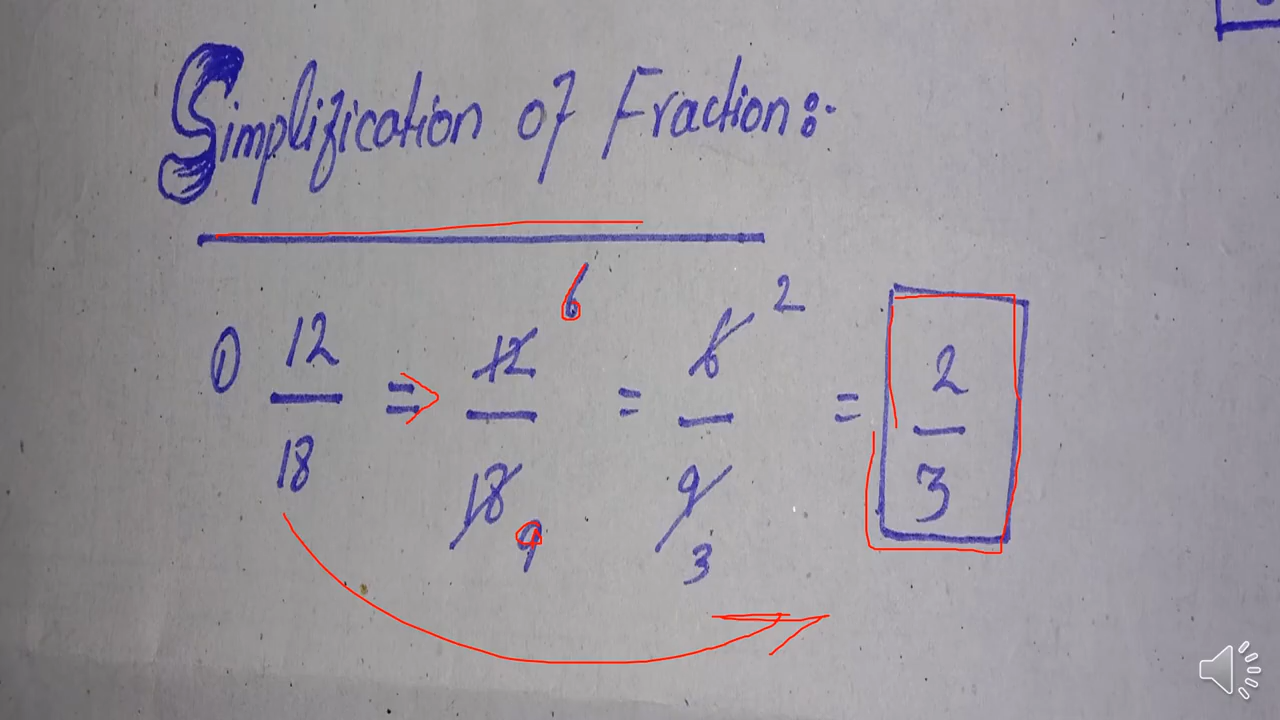 Simplification of Fraction:-
① 12/18 => 12/18 6 9 = 6/9 2 3 = 2/3